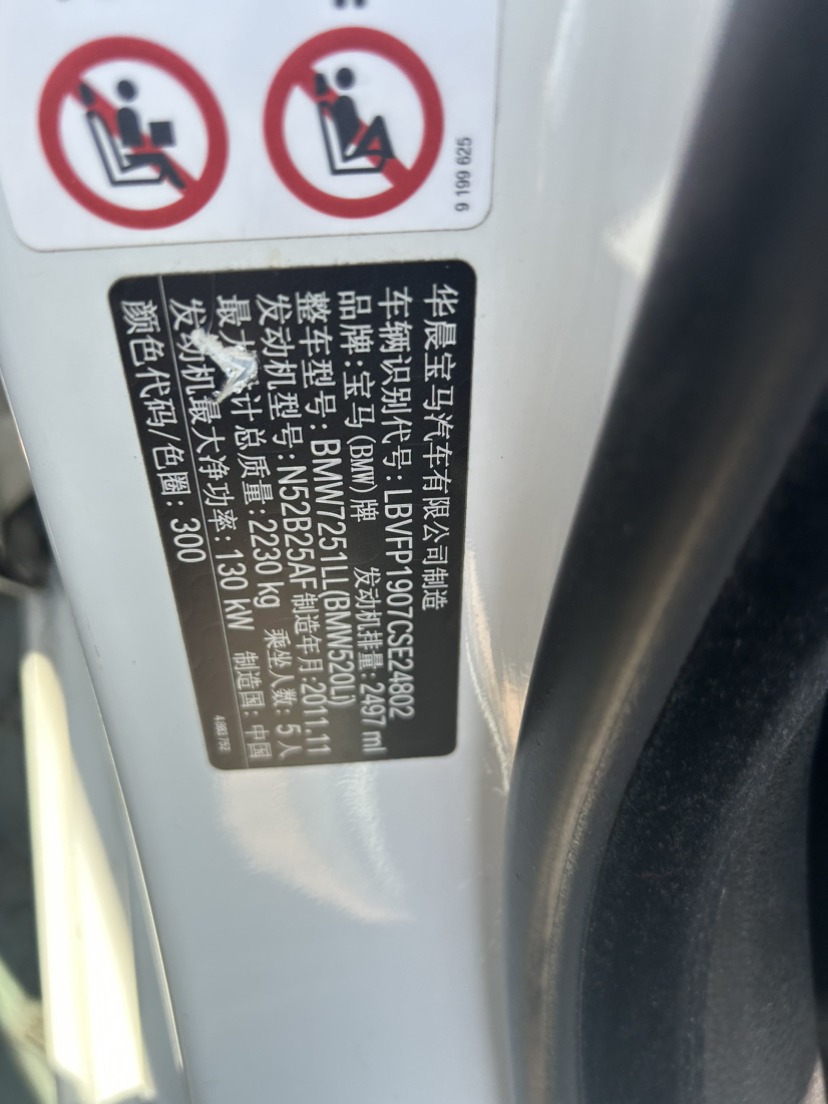 9 199 625
华晨宝马汽车有限公司制造
车辆识别代号: LBVFP1907CSE24802
品牌: 宝马(BMW)牌 发动机排量: 2497 ml
整车型号: BMW7251LL(BMW520Li)
发动机型号: N52B25AF 制造年月: 2011.11
最大 计总质量: 2230 kg 乘坐人数: 5 人
发动机最大净功率: 130 kW 制造国: 中国
颜色代码/色圈: 300